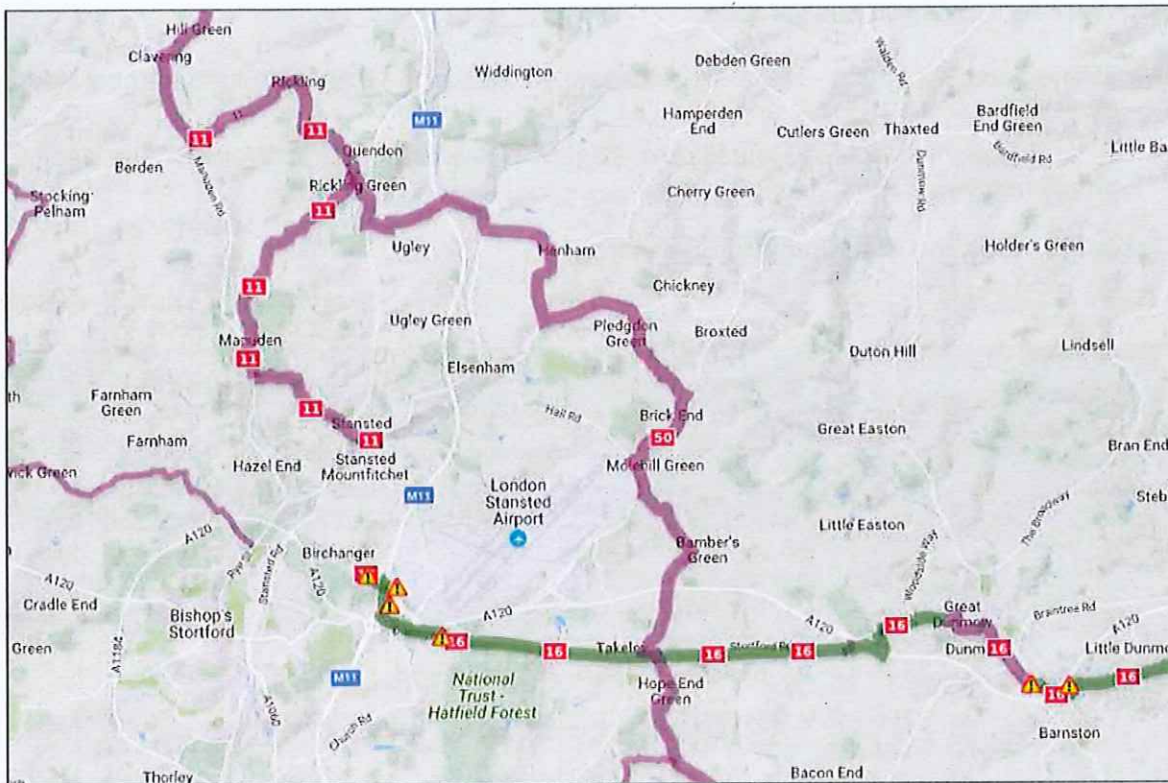 Hill Green
Clavering
Rickling
Widdington
Debden Green
Walden Rd
11
M11
Hamperden
End
Cutlers Green
Thaxted
Bardfield
End Green
11
11
Quendon
Bardfield Rd
Little Ba
Berden
Manuden Rd
Stocking
Pelham
Rickling Green
Cherry Green
Dunmow Rd
11
Ugley
Henham
Holder's Green
11
Chickney
Ugley Green
Pledgdon
Green
Broxted
Manuden
11
Elsenham
Duton Hill
Lindsell
th
Farnham
Green
11
Stansted
11
Hall Rd
Brick End
50
Farnham
Great Easton
Bran End
wick Green
Hazel End
Stansted
Mountfitchet
Molehill Green
M11
London
Stansted
Airport
Little Easton
The Broadway
Steb
A120
Pye St
Stansted Rd
Birchanger
Bamber's
Green
Woodside Way
A120
A120
Cradle End
Bishop's
Stortford
A120
Great
Dunmow
Braintree Rd
A120
16
A120
Green
A1184
16
16
Takeley
16
Stortford Rd
16
Dunm
16
Little Dunmo
M11
National
Trust -
Hatfield Forest
Hope End
Green
16
16
A1060
Church Rd
Barnston
Thorley
Bacon End